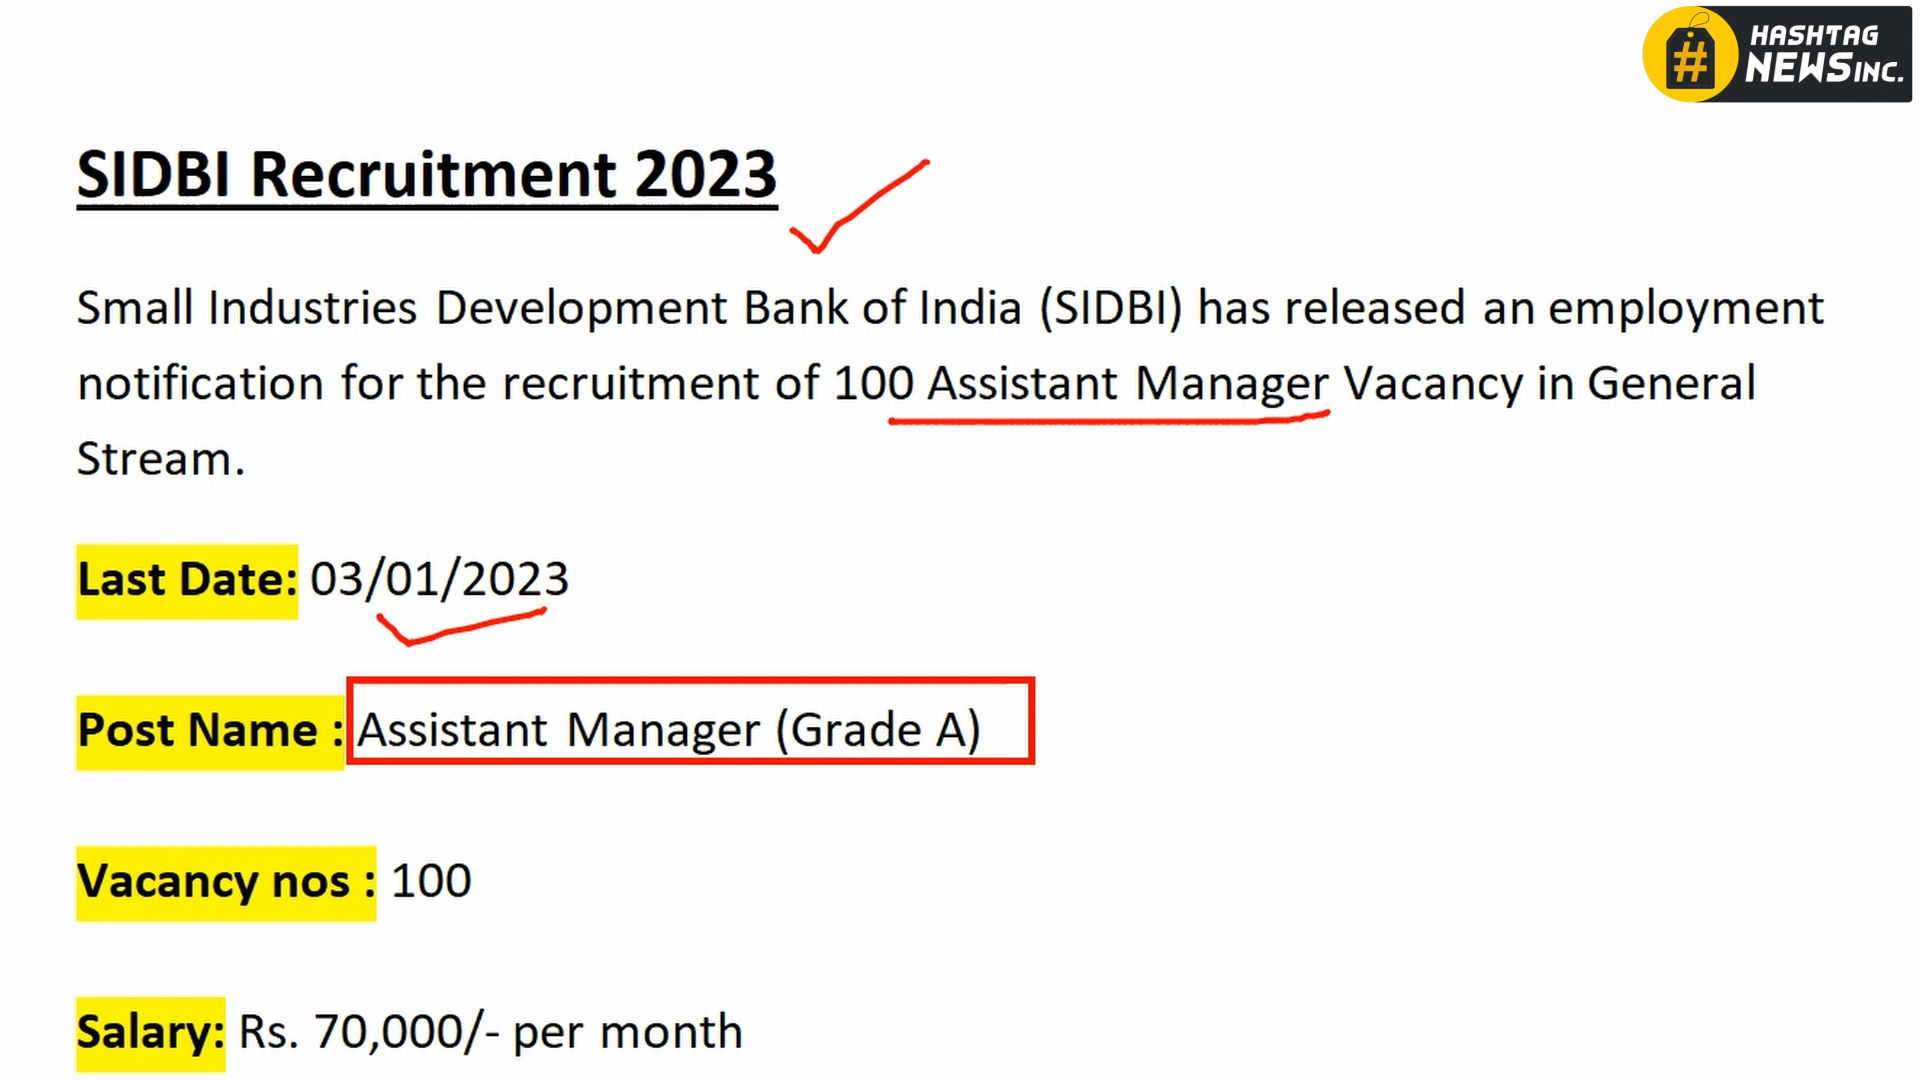 #
HASHTAG
NEWS INC.
SIDBI Recruitment 2023
Small Industries Development Bank of India (SIDBI) has released an employment
notification for the recruitment of 100 Assistant Manager Vacancy in General
Stream.
Last Date: 03/01/2023
Post Name : Assistant Manager (Grade A)
Vacancy nos : 100
Salary: Rs. 70,000/- per month